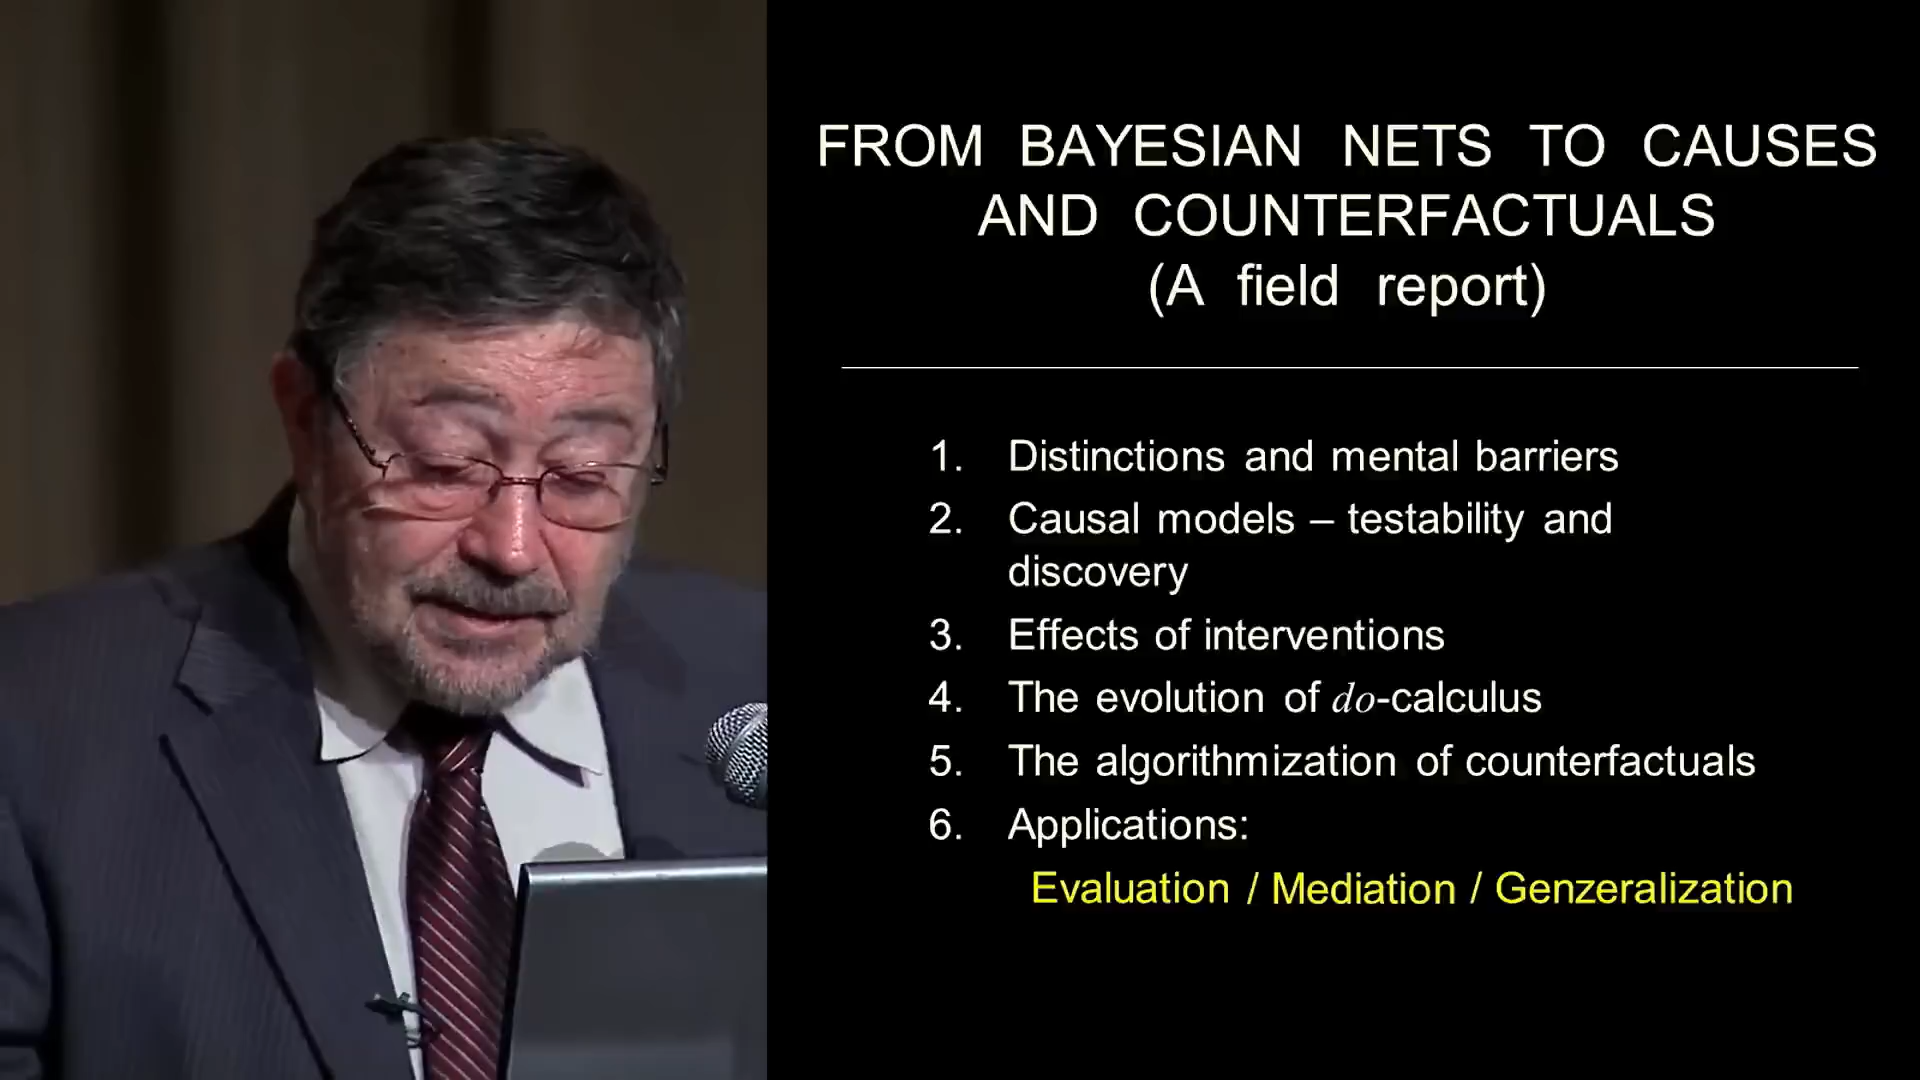 FROM BAYESIAN NETS TO CAUSES
AND COUNTERFACTUALS
(A field report)
1. Distinctions and mental barriers
2. Causal models – testability and
discovery
3. Effects of interventions
4. The evolution of do-calculus
5. The algorithmization of counterfactuals
6. Applications:
Evaluation / Mediation / Genzeralization